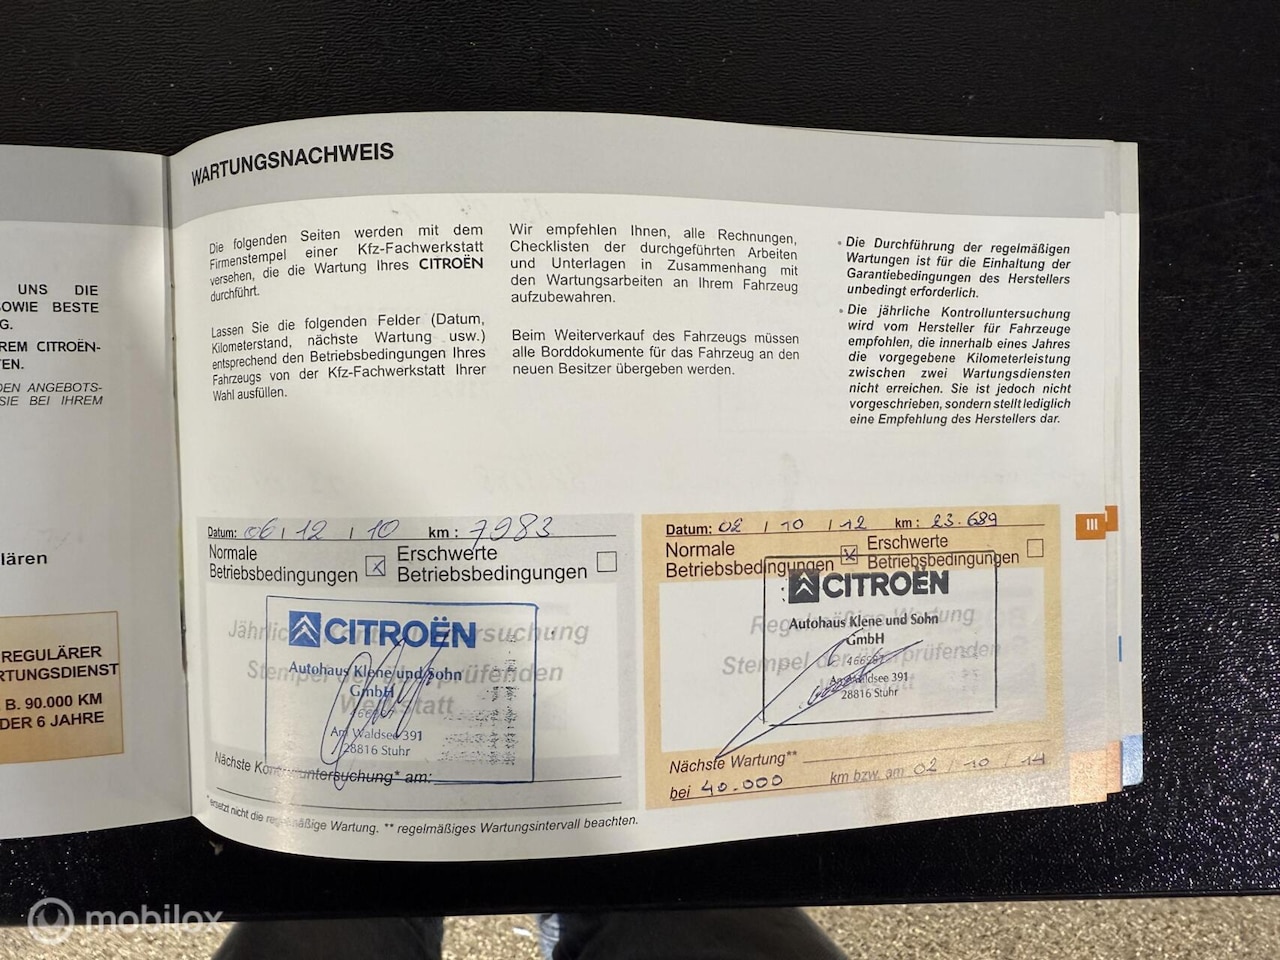 UNS DIE
SOWIE BESTE
G.
REM CITROËN-
TEN.
DEN ANGEBOTS-
SIE BEI IHREM
lären
REGULÄRER
RTUNGSDIENST
B. 90.000 KM
DER 6 JAHRE
WARTUNGSNACHWEIS
Die folgenden Seiten werden mit dem
Firmenstempel einer Kfz-Fachwerkstatt
versehen, die die Wartung Ihres CITROËN
durchführt.
Lassen Sie die folgenden Felder (Datum,
Kilometerstand, nächste Wartung usw.)
entsprechend den Betriebsbedingungen Ihres
Fahrzeugs von der Kfz-Fachwerkstatt Ihrer
Wahl ausfüllen.
Wir empfehlen Ihnen, alle Rechnungen,
Checklisten der durchgeführten Arbeiten
und Unterlagen in Zusammenhang mit
den Wartungsarbeiten an Ihrem Fahrzeug
aufzubewahren.
Beim Weiterverkauf des Fahrzeugs müssen
alle Borddokumente für das Fahrzeug an den
neuen Besitzer übergeben werden.
• Die Durchführung der regelmäßigen
Wartungen ist für die Einhaltung der
Garantiebedingungen des Herstellers
unbedingt erforderlich.
• Die jährliche Kontrolluntersuchung
wird vom Hersteller für Fahrzeuge
empfohlen, die innerhalb eines Jahres
die vorgegebene Kilometerleistung
zwischen zwei Wartungsdiensten
nicht erreichen. Sie ist jedoch nicht
vorgeschrieben, sondern stellt lediglich
eine Empfehlung des Herstellers dar.
III
Datum: 06 / 12 / 10 km : 7983
Normale
Betriebsbedingungen x
Erschwerte
Betriebsbedingungen
CITROËN
Autohaus Klene und Sohn
GmbH
Am Waldsee 391
28816 Stuhr
Werkstatt
Nächste Kontrolluntersuchung* am:
Datum: 02 / 10 / 12 km : 23.689
Normale
Betriebsbedingungen x
Erschwerte
Betriebsbedingungen
CITROËN
Regelmäßige Wartung
Autohaus Klene und Sohn
GmbH
Stempel der überprüfenden
Am Waldsee 391
28816 Stuhr
Nächste Wartung**
bei 40.000 km bzw. am 02 / 10 / 14
* ersetzt nicht die regelmäßige Wartung. ** regelmäßiges Wartungsintervall beachten.
mobilox